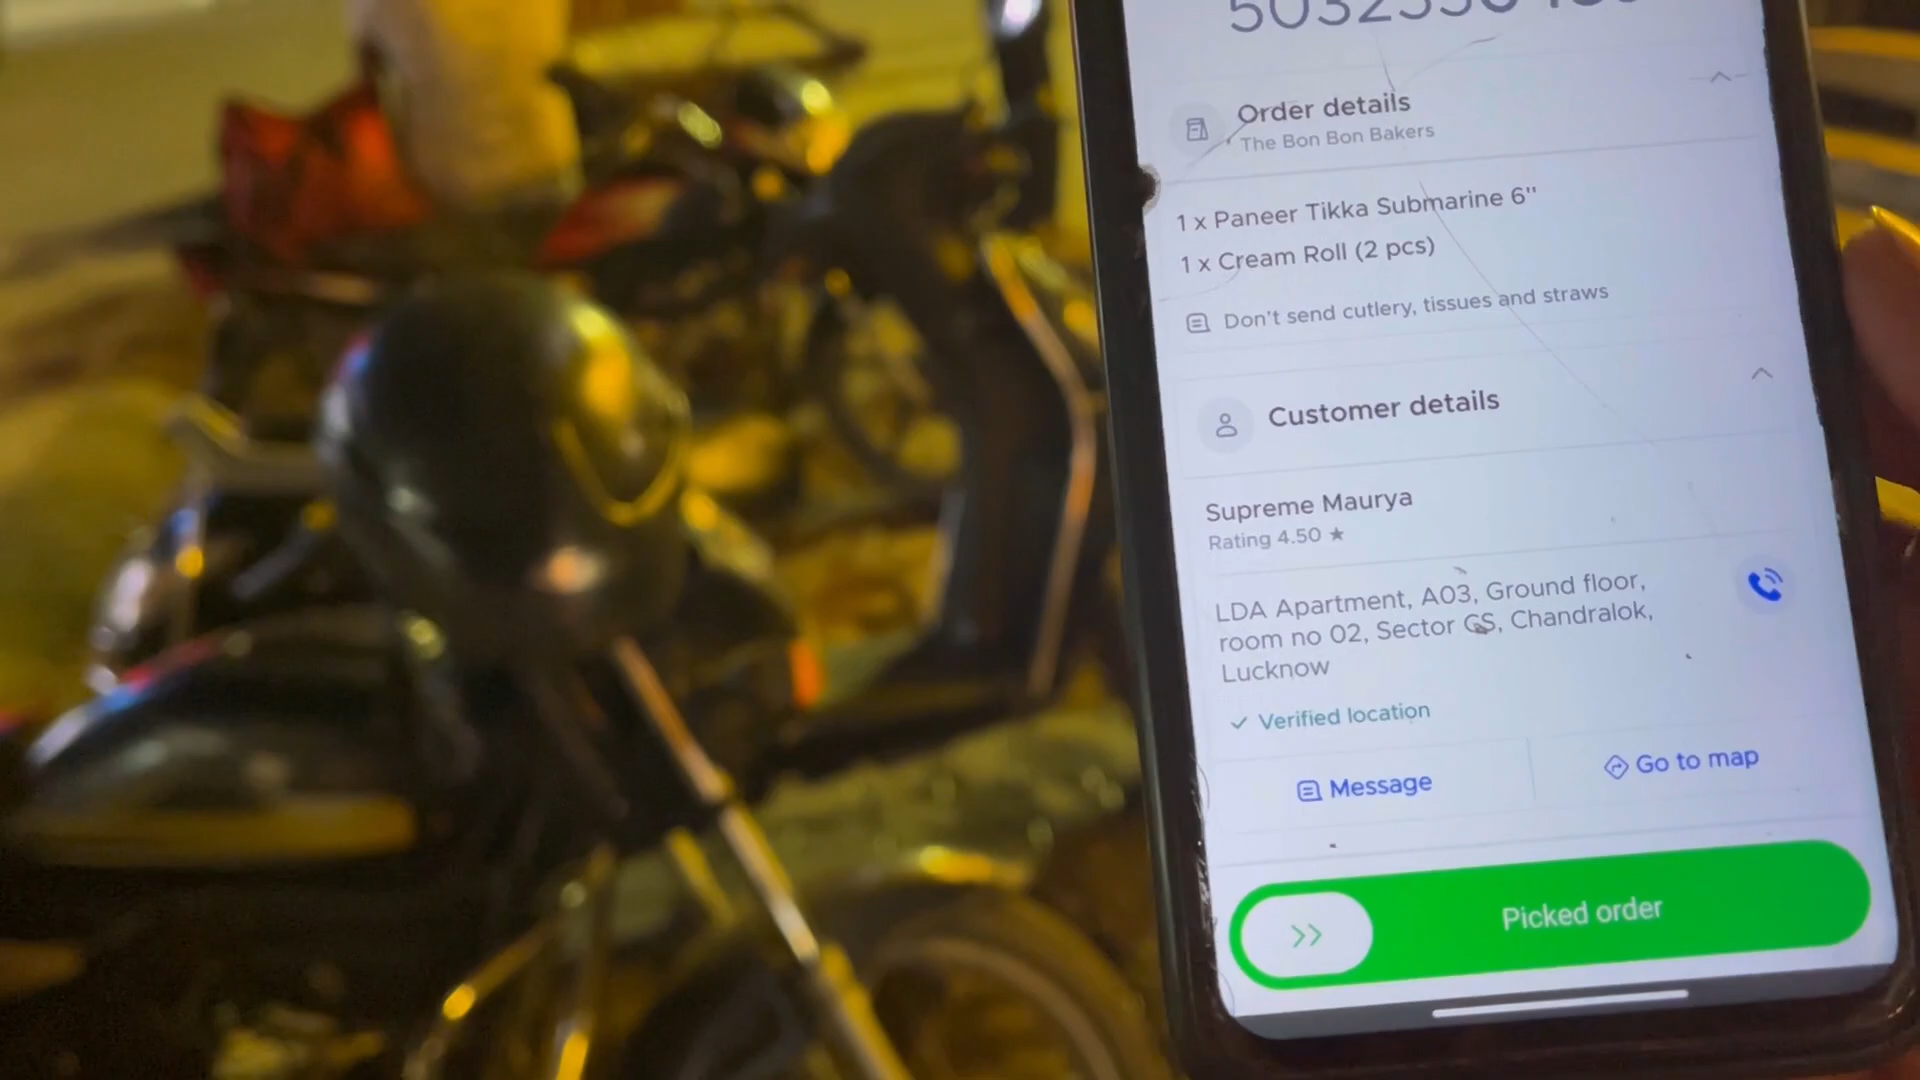 Order details
The Bon Bon Bakers
1 x Paneer Tikka Submarine 6"
1 x Cream Roll (2 pcs)
Don't send cutlery, tissues and straws
Customer details
Supreme Maurya
Rating 4.50 ★
LDA Apartment, A03, Ground floor,
room no 02, Sector GS, Chandralok,
Lucknow
✓ Verified location
Message
Go to map
>> Picked order